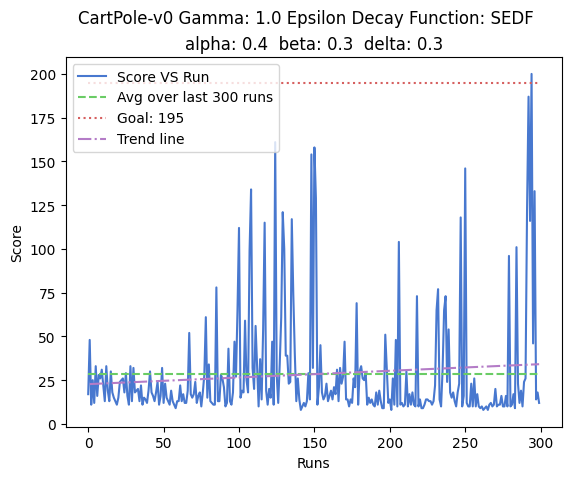 CartPole-v0 Gamma: 1.0 Epsilon Decay Function: SEDF
alpha: 0.4 beta: 0.3 delta: 0.3
Score VS Run
Avg over last 300 runs
Goal: 195
Trend line
200
175
150
125
100
75
50
25
0
Score
0 50 100 150 200 250 300
Runs